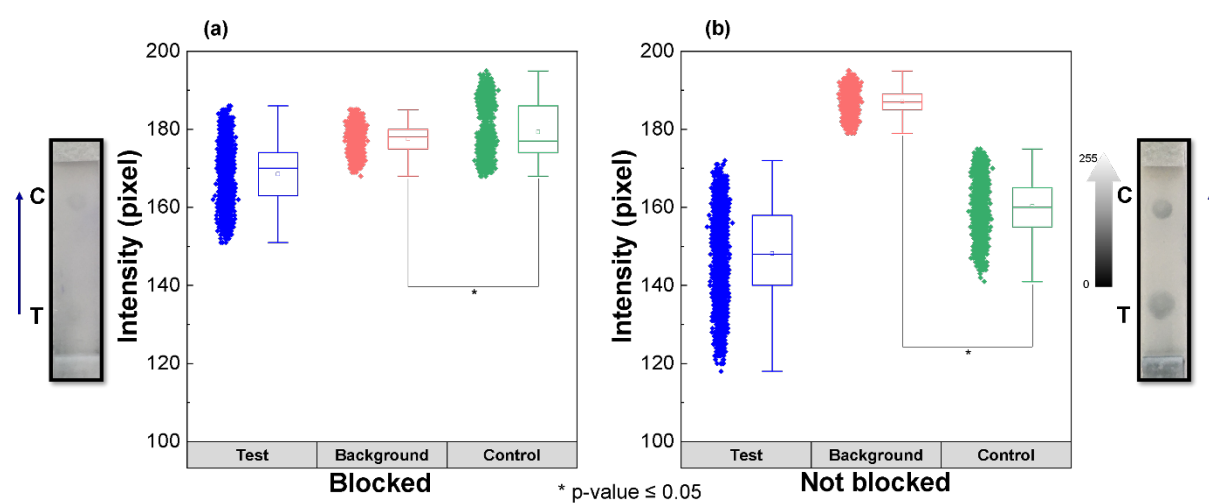 (a)
200
180
160
140
120
100
Intensity (pixel)
Test
Background
Control
Blocked
*
C
T
(b)
200
180
160
140
120
100
Intensity (pixel)
Test
Background
Control
Not blocked
*
255
0
C
T
* p-value ≤ 0.05